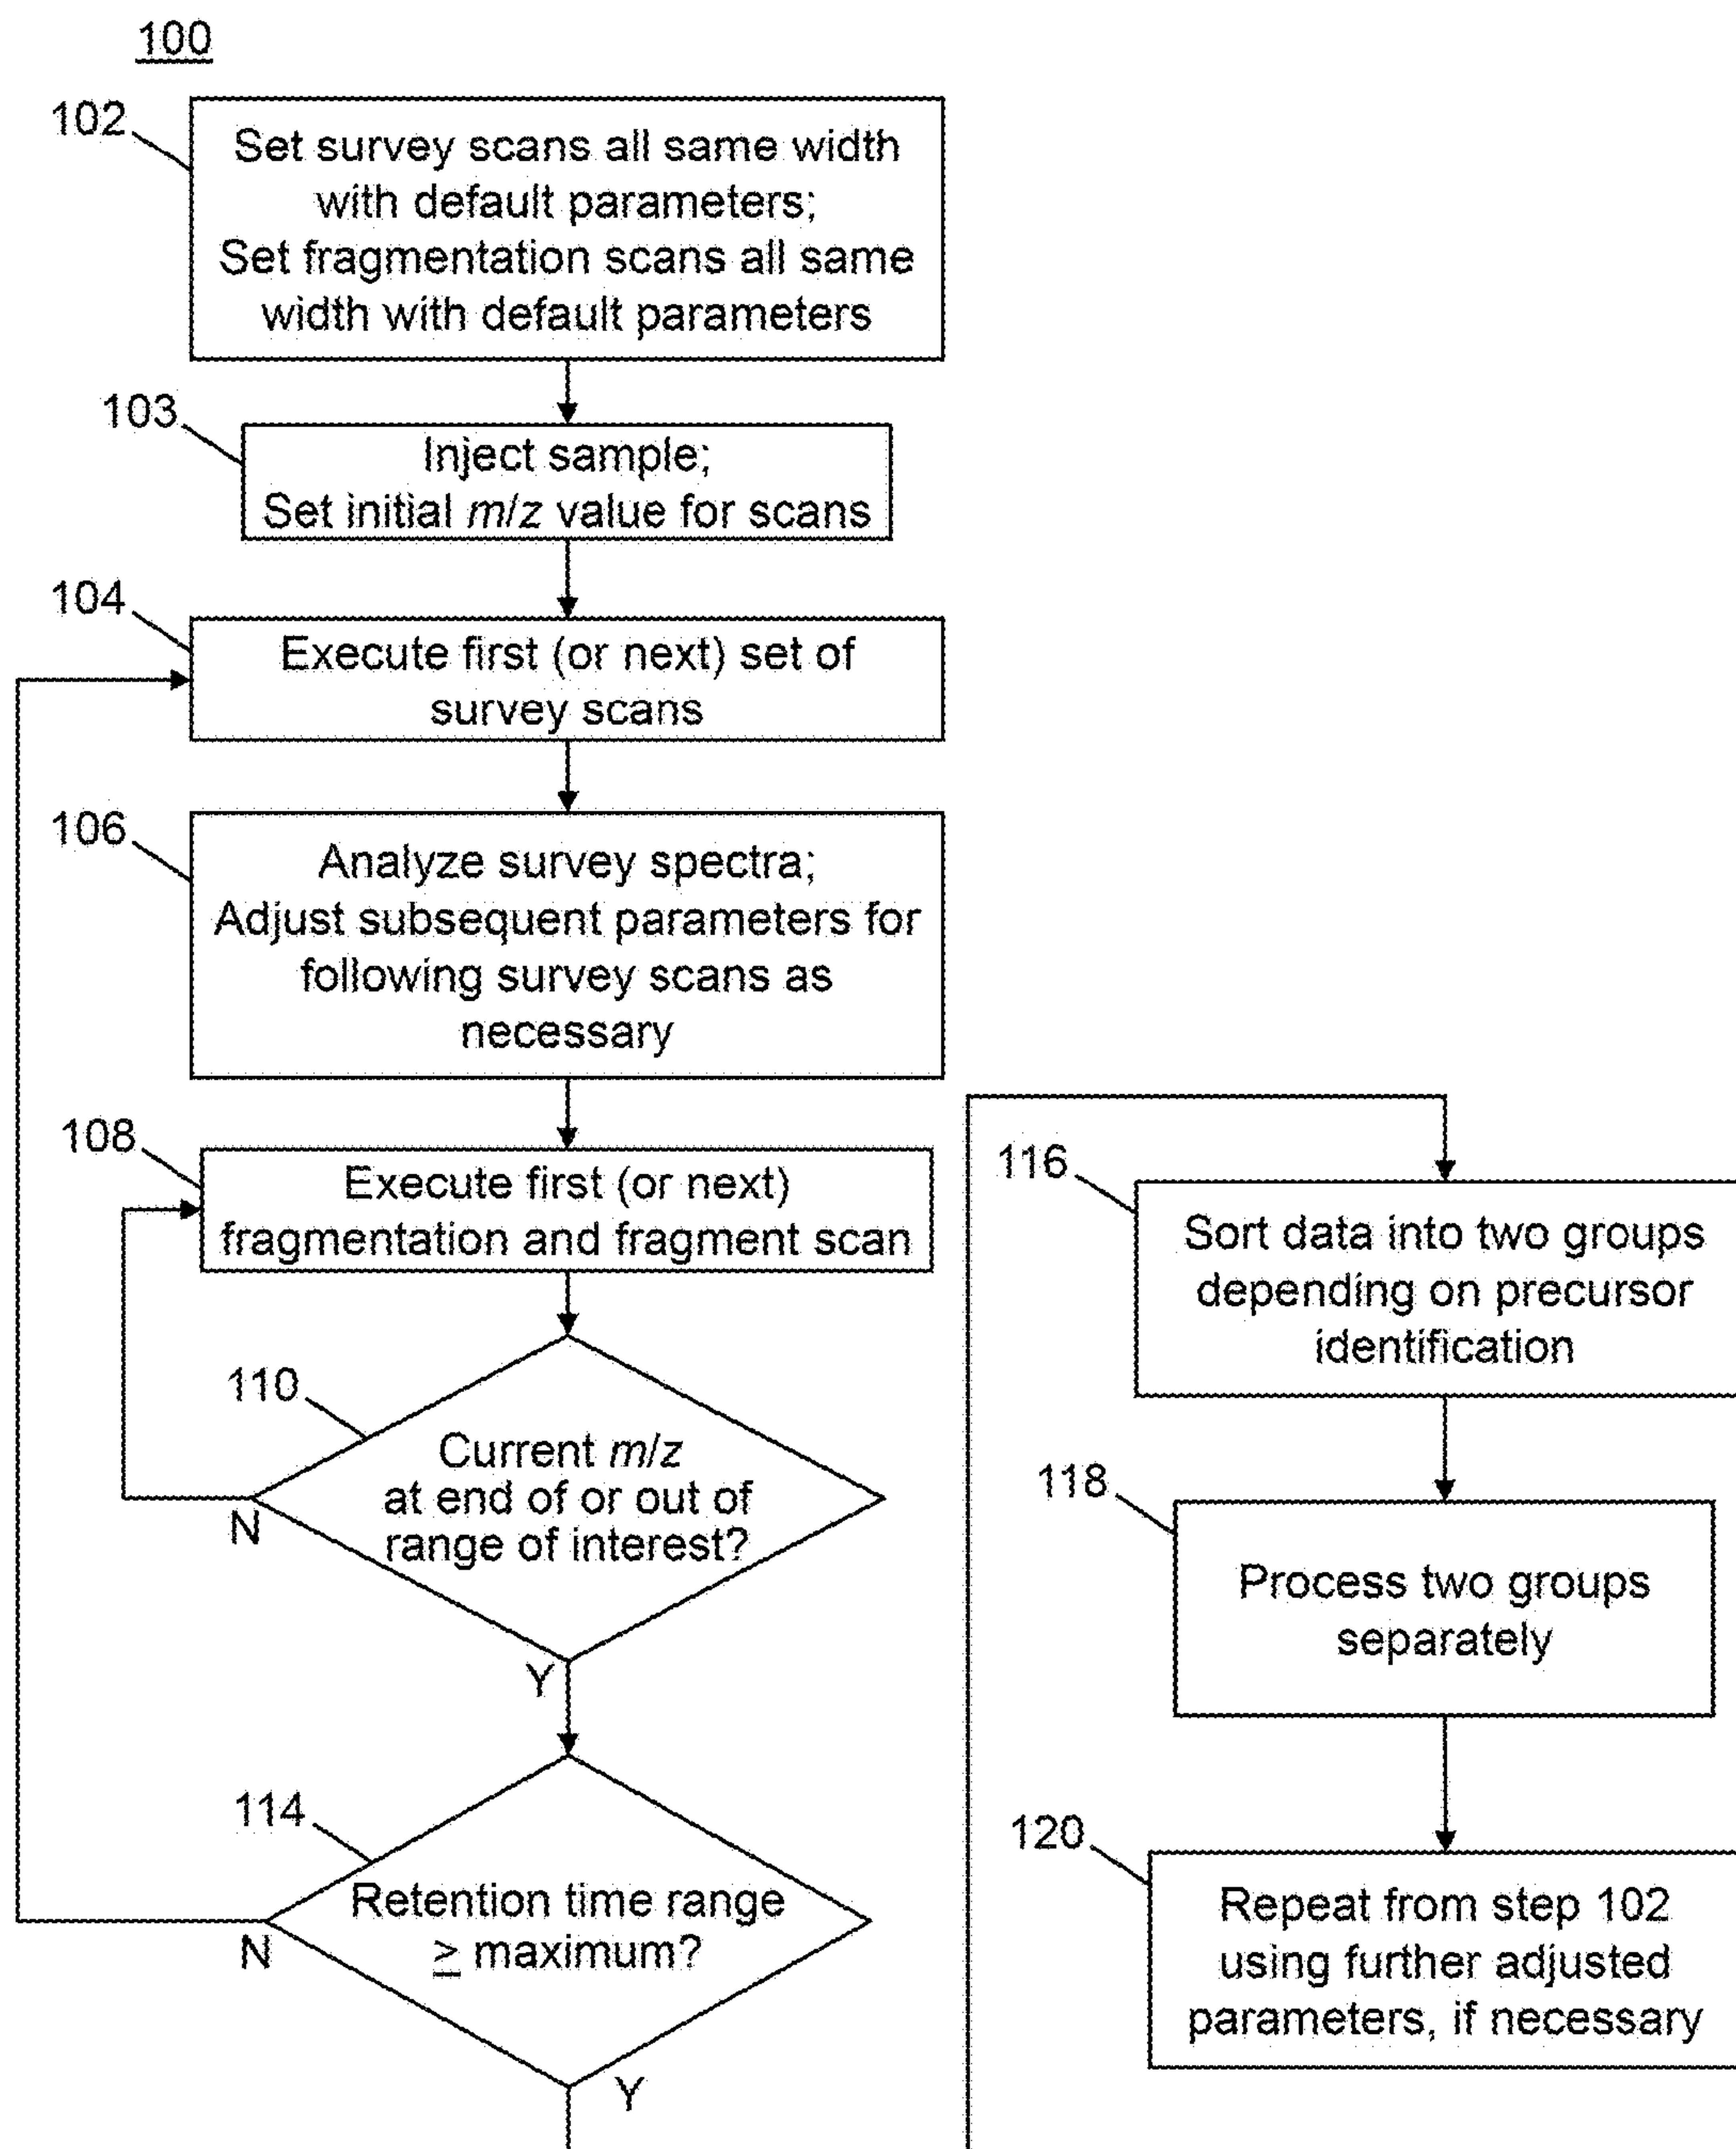 100
102
Set survey scans all same width
with default parameters;
Set fragmentation scans all same
width with default parameters
103
Inject sample;
Set initial m/z value for scans
104
Execute first (or next) set of
survey scans
106
Analyze survey spectra;
Adjust subsequent parameters for
following survey scans as
necessary
108
Execute first (or next)
fragmentation and fragment scan
110
Current m/z
at end of or out of
range of interest?
N
Y
114
Retention time range
≥ maximum?
N
Y
116
Sort data into two groups
depending on precursor
identification
118
Process two groups
separately
120
Repeat from step 102
using further adjusted
parameters, if necessary